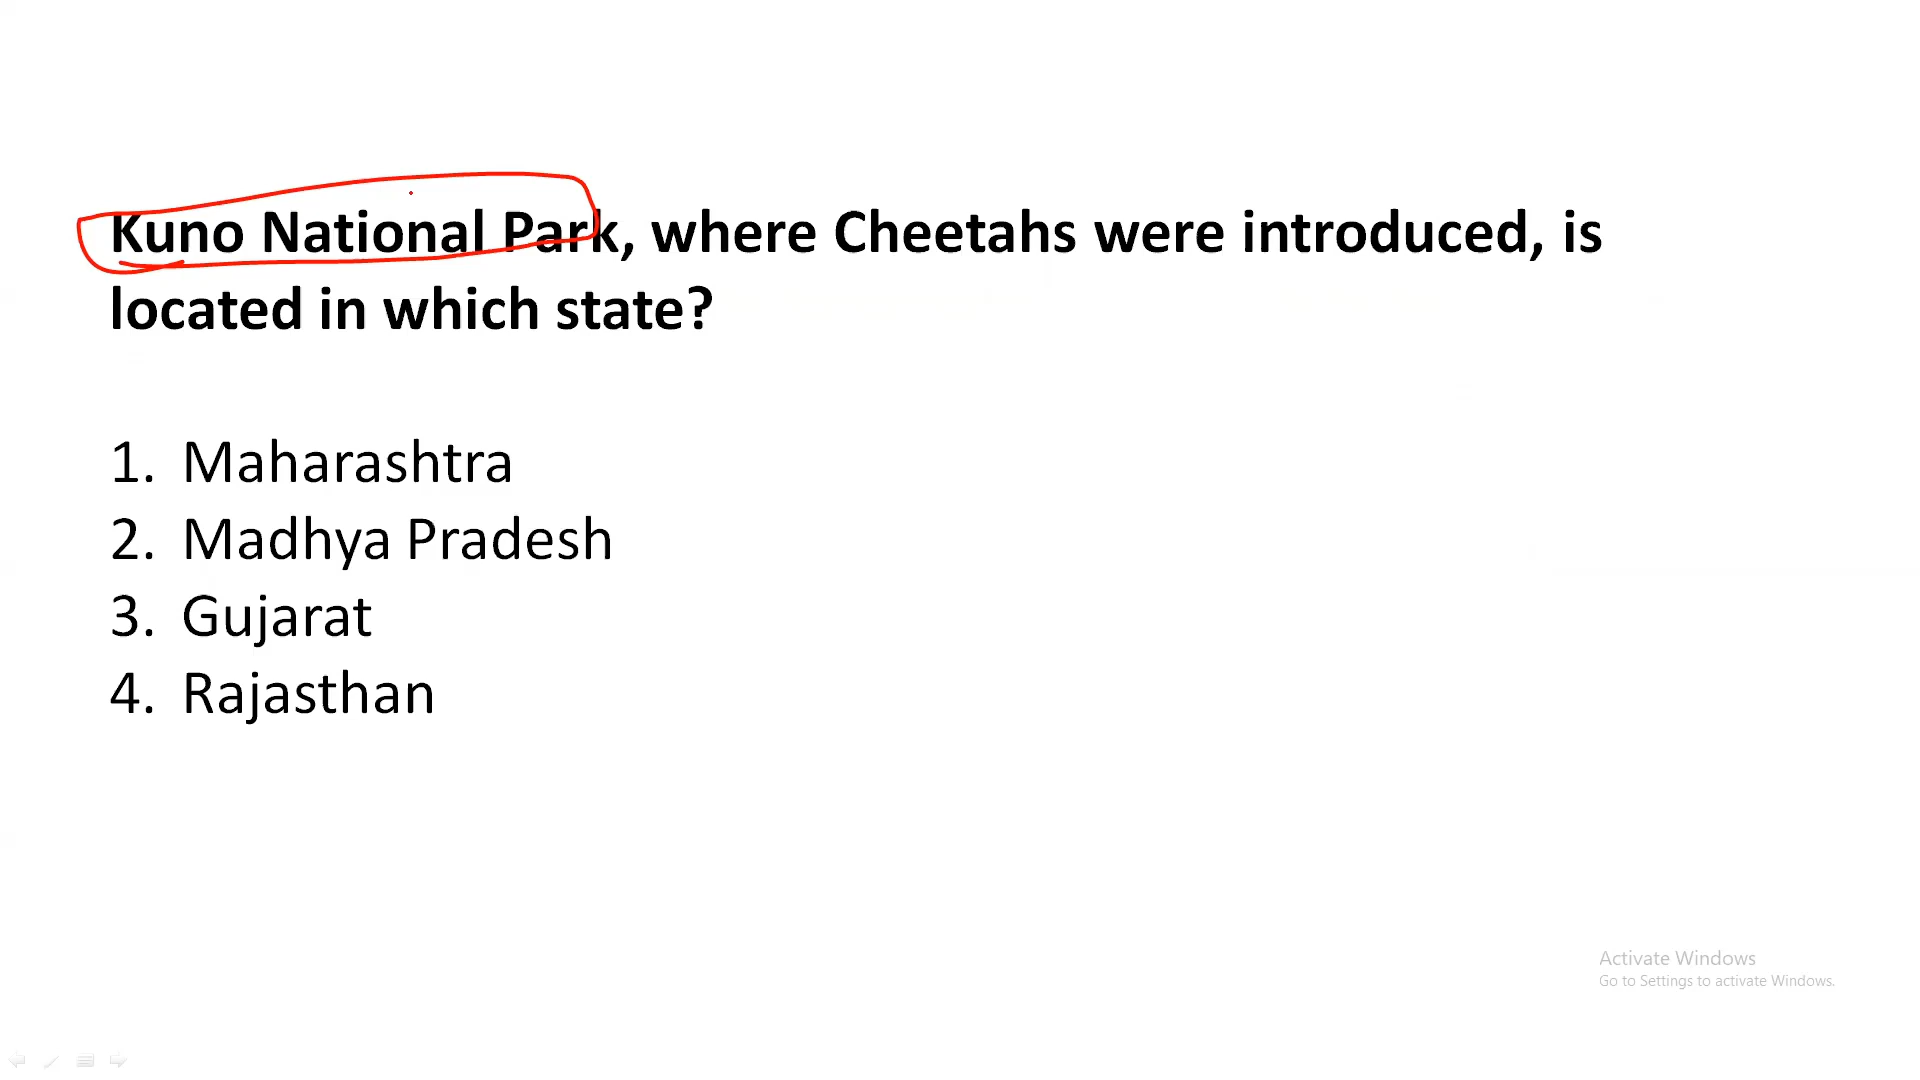 Kuno National Park, where Cheetahs were introduced, is
located in which state?
1. Maharashtra
2. Madhya Pradesh
3. Gujarat
4. Rajasthan
Activate Windows
Go to Settings to activate Windows.